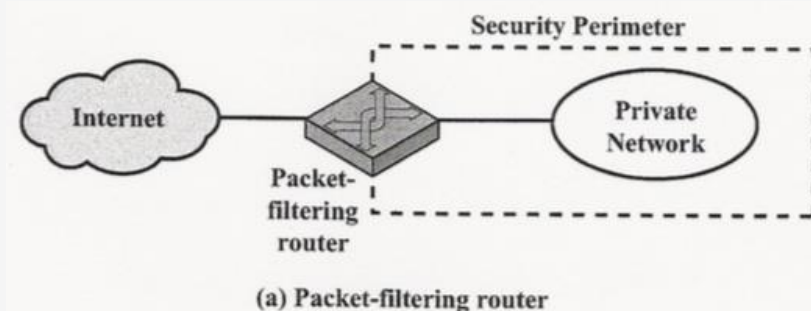 Security Perimeter
Internet
Private
Network
Packet-
filtering
router
(a) Packet-filtering router